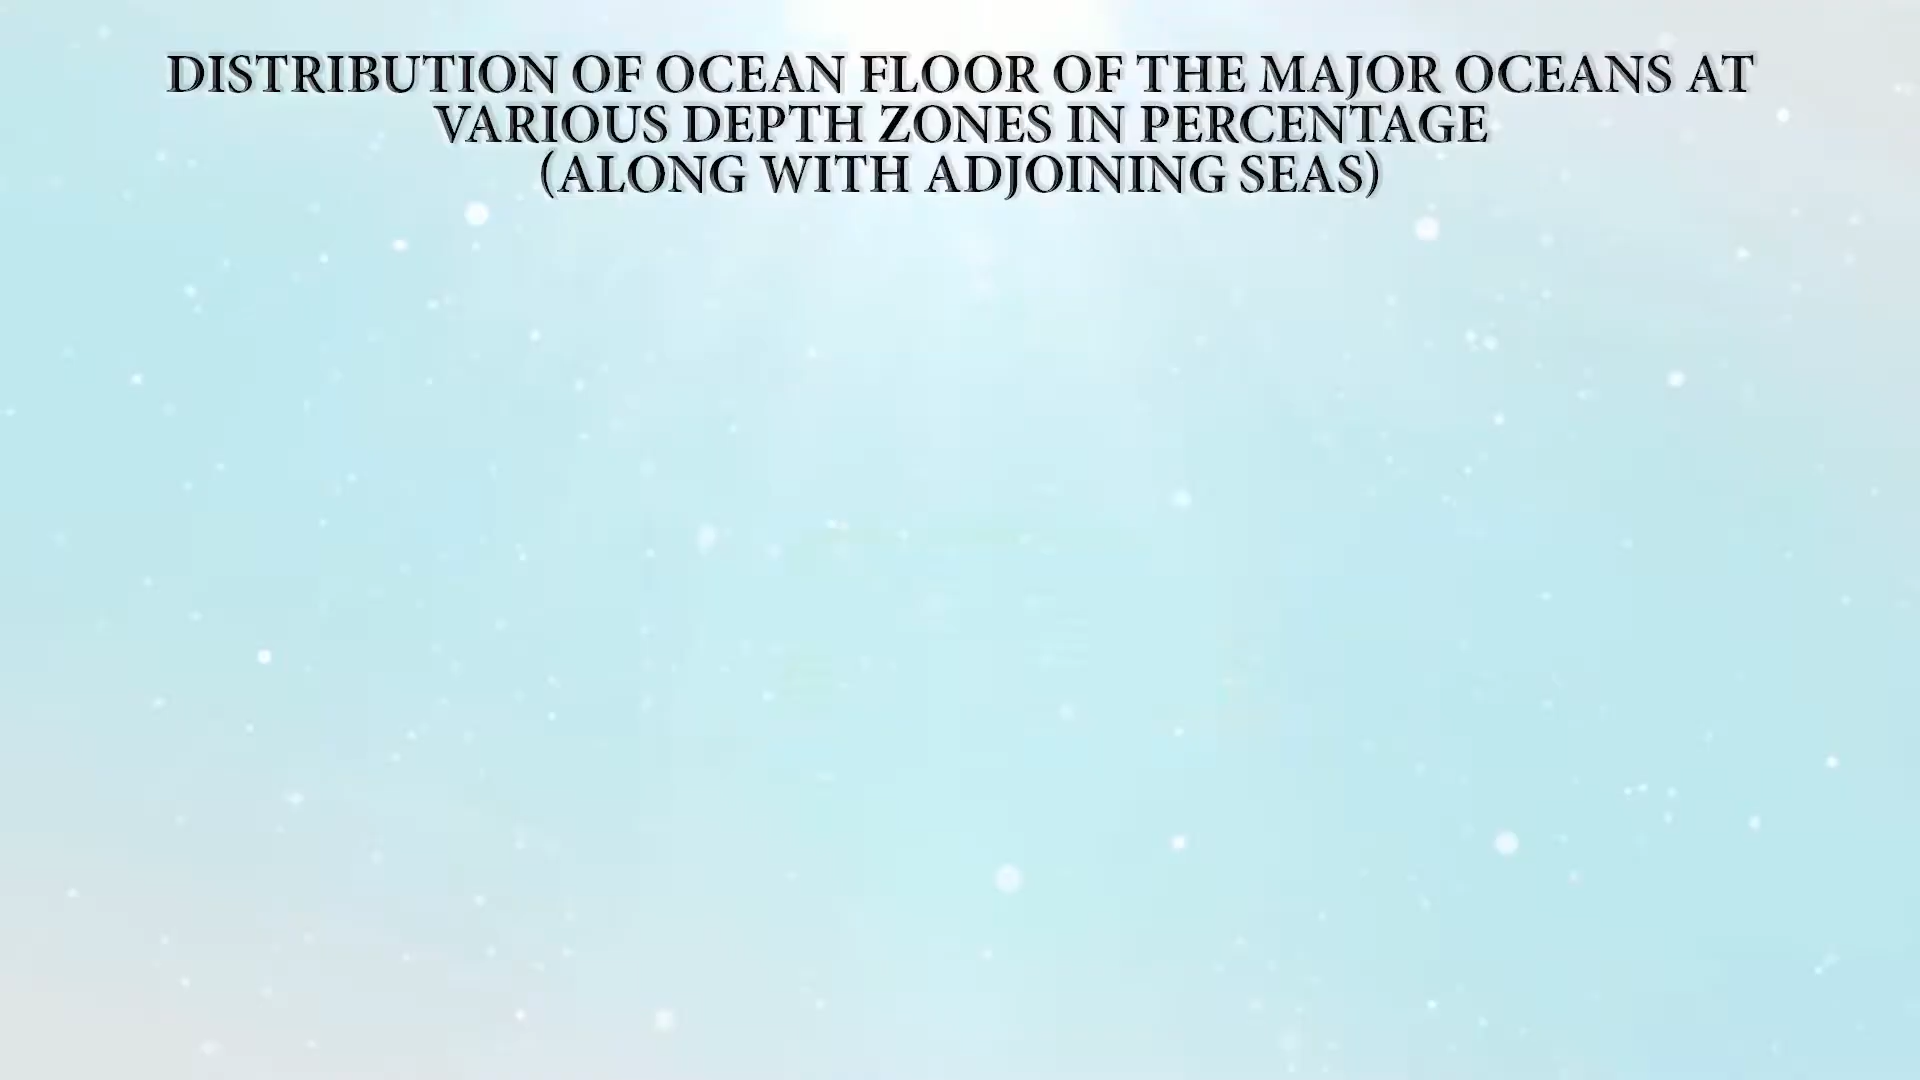 DISTRIBUTION OF OCEAN FLOOR OF THE MAJOR OCEANS AT
VARIOUS DEPTH ZONES IN PERCENTAGE
(ALONG WITH ADJOINING SEAS)